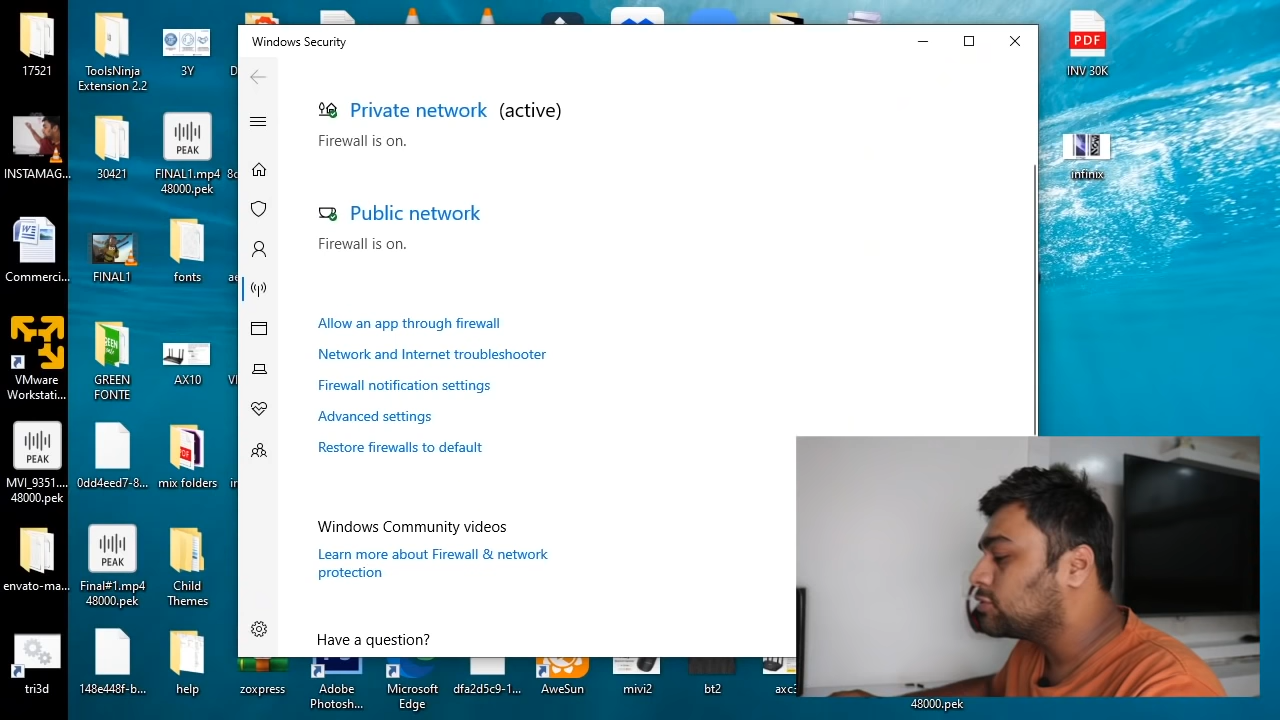 Windows Security
Private network (active)
Firewall is on.
Public network
Firewall is on.
Allow an app through firewall
Network and Internet troubleshooter
Firewall notification settings
Advanced settings
Restore firewalls to default
Windows Community videos
Learn more about Firewall & network
protection
Have a question?
17521
ToolsNinja
Extension 2.2
3Y
INSTAMAG...
30421
PEAK
FINAL1.mp4
48000.pek
Commerci...
FINAL1
fonts
VMware
Workstati...
GREEN
FONTE
AX10
PEAK
MVI_9351....
48000.pek
0dd4eed7-8...
PDF
mix folders
envato-ma...
PEAK
Final#1.mp4
48000.pek
Child
Themes
tri3d
148e448f-b...
help
zoxpress
Adobe
Photosh...
Microsoft
Edge
dfa2d5c9-1...
AweSun
mivi2
bt2
axc3
48000.pek
PDF
INV 30K
infinix